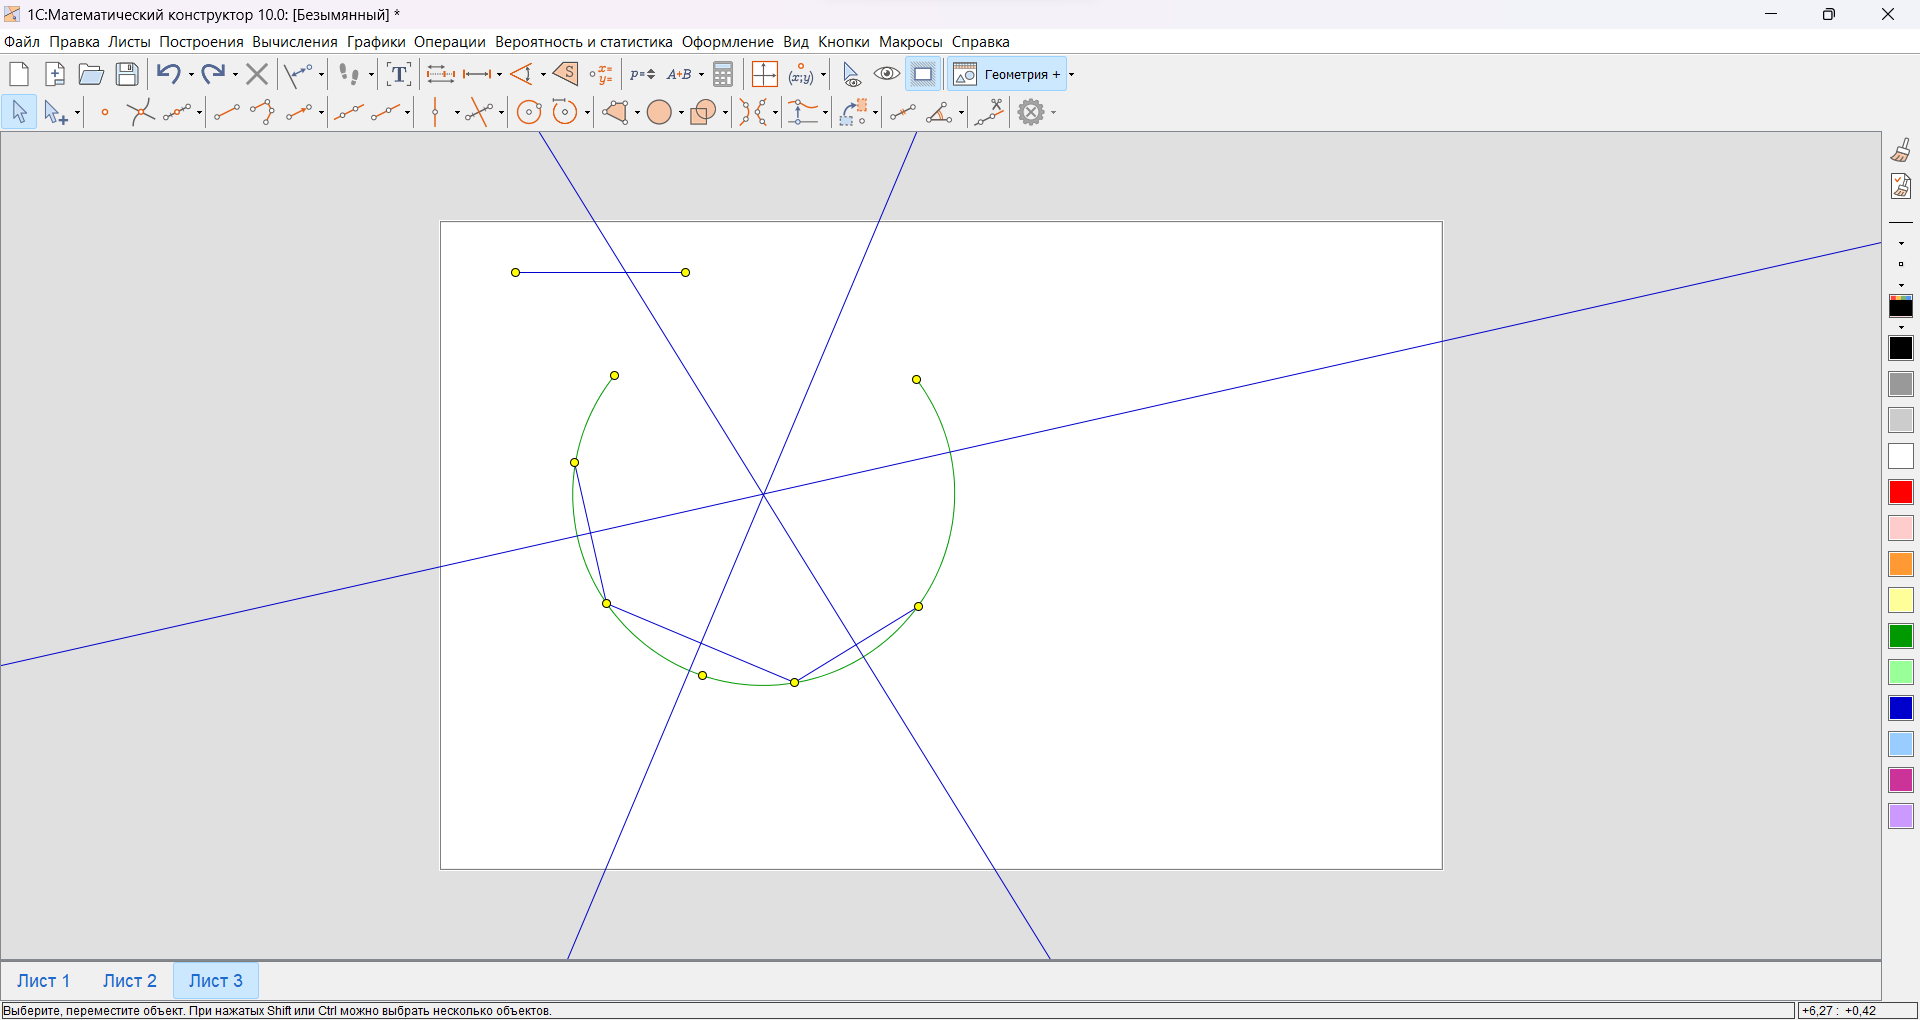 1С:Математический конструктор 10.0: [Безымянный] *
Файл Правка Листы Построения Вычисления Графики Операции Вероятность и статистика Оформление Вид Кнопки Макросы Справка
T S x= y= p= A+B (x;y) Геометрия +
Лист 1 Лист 2 Лист 3
Выберите, переместите объект. При нажатых Shift или Ctrl можно выбрать несколько объектов. +6,27 : +0,42